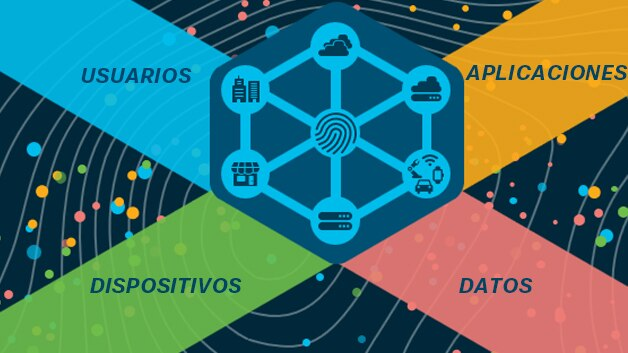 USUARIOS
APLICACIONES
DISPOSITIVOS
DATOS